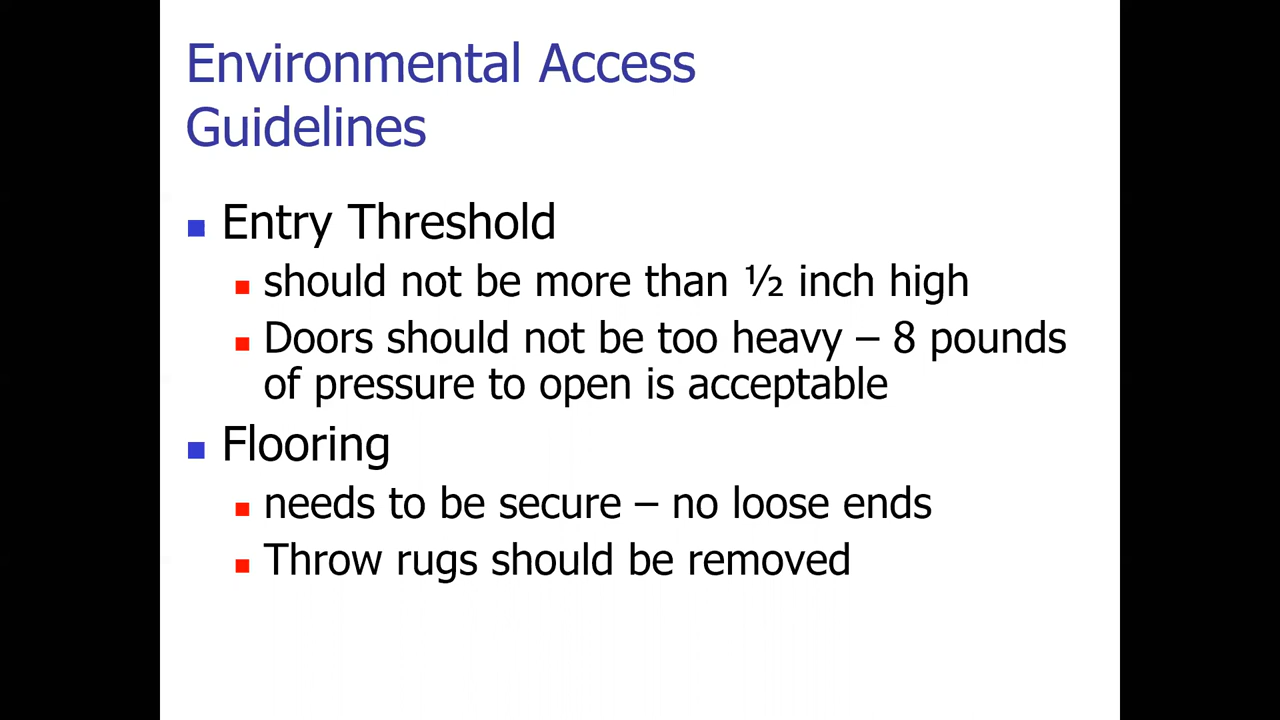 Environmental Access
Guidelines
Entry Threshold
should not be more than ½ inch high
Doors should not be too heavy – 8 pounds
of pressure to open is acceptable
Flooring
needs to be secure – no loose ends
Throw rugs should be removed